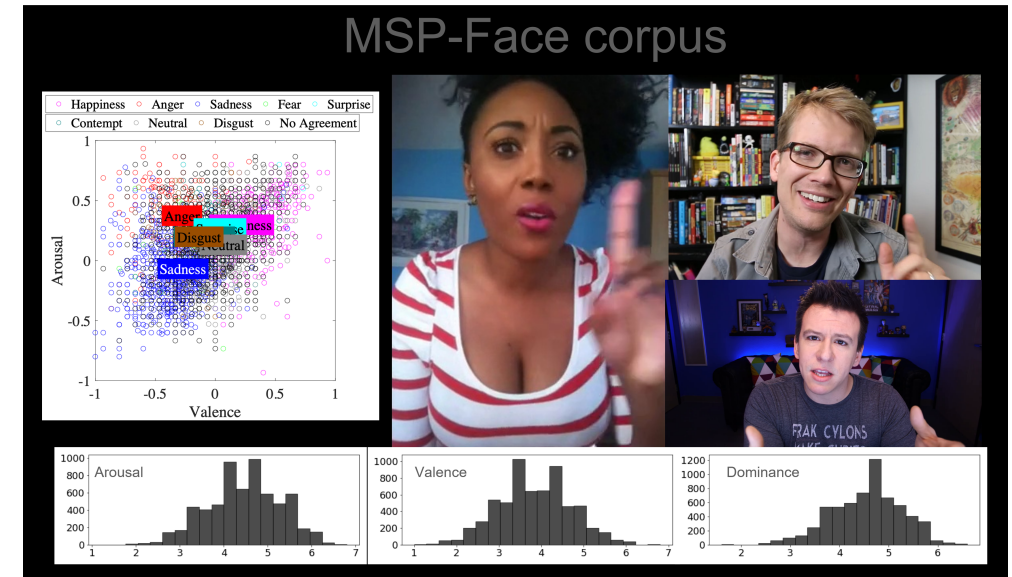 MSP-Face corpus
Happiness Anger Sadness Fear Surprise
Contempt Neutral Disgust No Agreement
1
0.5
0
-0.5
-1
Arousal
Anger
ness
Disgust
Neutral
Sadness
-1 -0.5 0 0.5 1
Valence
FRAK CYLONS
Arousal
1000
800
600
400
200
0
1 2 3 4 5 6 7
Valence
1000
800
600
400
200
0
1 2 3 4 5 6 7
Dominance
1200
1000
800
600
400
200
0
2 3 4 5 6